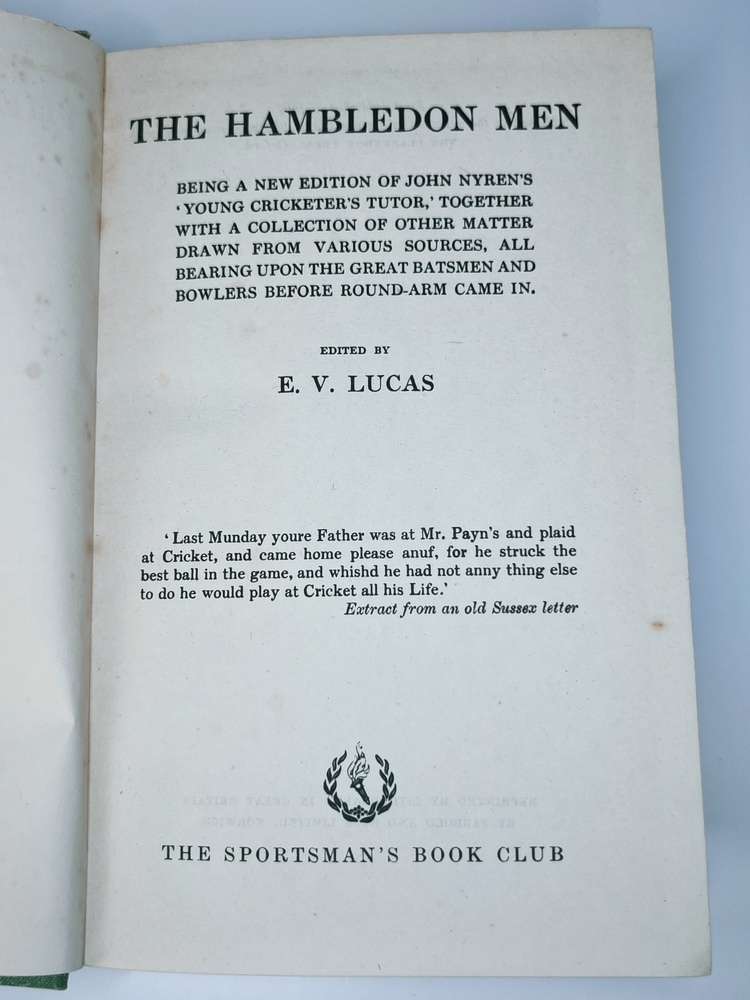 THE HAMBLEDON MEN
BEING A NEW EDITION OF JOHN NYREN'S
'YOUNG CRICKETER'S TUTOR,' TOGETHER
WITH A COLLECTION OF OTHER MATTER
DRAWN FROM VARIOUS SOURCES, ALL
BEARING UPON THE GREAT BATSMEN AND
BOWLERS BEFORE ROUND-ARM CAME IN.
EDITED BY
E. V. LUCAS
'Last Munday youre Father was at Mr. Payn's and plaid
at Cricket, and came home please anuf, for he struck the
best ball in the game, and whishd he had not anny thing else
to do he would play at Cricket all his Life.'
Extract from an old Sussex letter
THE SPORTSMAN'S BOOK CLUB